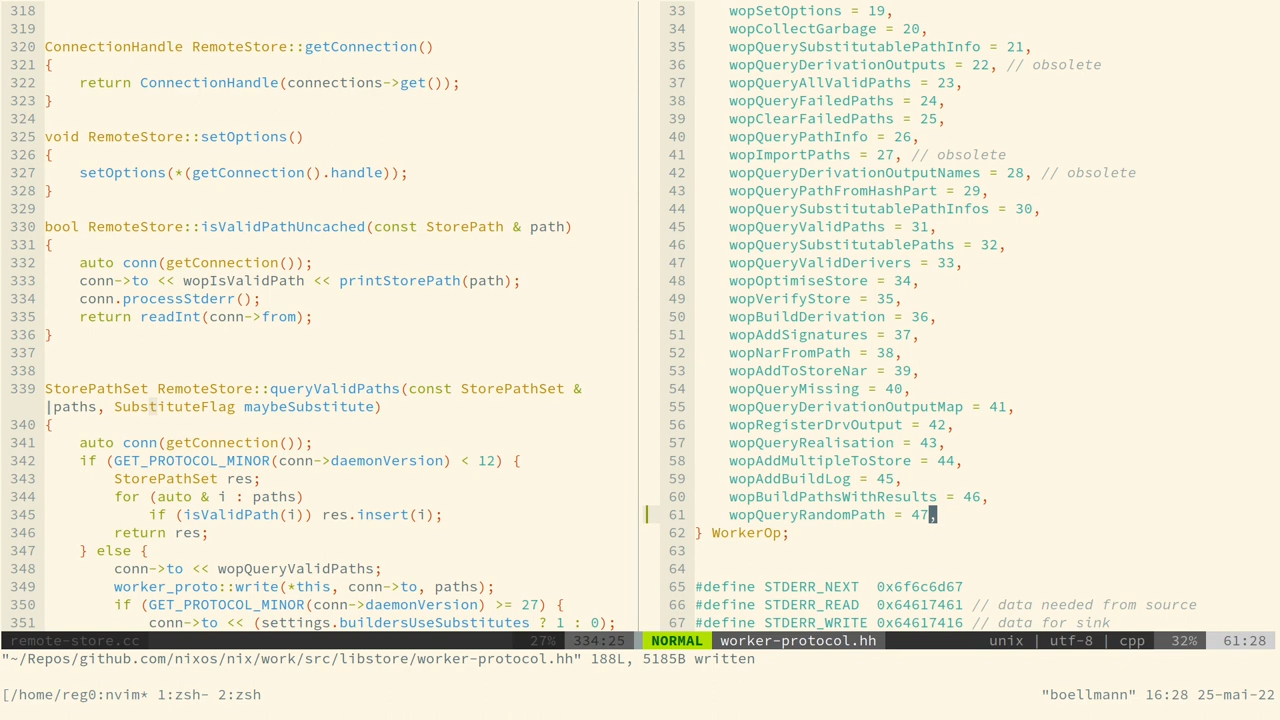 318
319
320 ConnectionHandle RemoteStore::getConnection()
321 {
322     return ConnectionHandle(connections->get());
323 }
324
325 void RemoteStore::setOptions()
326 {
327     setOptions(*(getConnection().handle));
328 }
329
330 bool RemoteStore::isValidPathUncached(const StorePath & path)
331 {
332     auto conn(getConnection());
333     conn->to << wopIsValidPath << printStorePath(path);
334     conn.processStderr();
335     return readInt(conn->from);
336 }
337
338
339 StorePathSet RemoteStore::queryValidPaths(const StorePathSet &
|paths, SubstituteFlag maybeSubstitute)
340 {
341     auto conn(getConnection());
342     if (GET_PROTOCOL_MINOR(conn->daemonVersion) < 12) {
343         StorePathSet res;
344         for (auto & i : paths)
345             if (isValidPath(i)) res.insert(i);
346         return res;
347     } else {
348         conn->to << wopQueryValidPaths;
349         worker_proto::write(*this, conn->to, paths);
350         if (GET_PROTOCOL_MINOR(conn->daemonVersion) >= 27) {
351             conn->to << (settings.buildersUseSubstitutes ? 1 : 0);
remote-store.cc 27% 334:25
33     wopSetOptions = 19,
34     wopCollectGarbage = 20,
35     wopQuerySubstitutablePathInfo = 21,
36     wopQueryDerivationOutputs = 22, // obsolete
37     wopQueryAllValidPaths = 23,
38     wopQueryFailedPaths = 24,
39     wopClearFailedPaths = 25,
40     wopQueryPathInfo = 26,
41     wopImportPaths = 27, // obsolete
42     wopQueryDerivationOutputNames = 28, // obsolete
43     wopQueryPathFromHashPart = 29,
44     wopQuerySubstitutablePathInfos = 30,
45     wopQueryValidPaths = 31,
46     wopQuerySubstitutablePaths = 32,
47     wopQueryValidDerivers = 33,
48     wopOptimiseStore = 34,
49     wopVerifyStore = 35,
50     wopBuildDerivation = 36,
51     wopAddSignatures = 37,
52     wopNarFromPath = 38,
53     wopAddToStoreNar = 39,
54     wopQueryMissing = 40,
55     wopQueryDerivationOutputMap = 41,
56     wopRegisterDrvOutput = 42,
57     wopQueryRealisation = 43,
58     wopAddMultipleToStore = 44,
59     wopAddBuildLog = 45,
60     wopBuildPathsWithResults = 46,
61     wopQueryRandomPath = 47,
62 } WorkerOp;
63
64
65 #define STDERR_NEXT  0x6f6c6d67
66 #define STDERR_READ  0x64617461 // data needed from source
67 #define STDERR_WRITE 0x64617416 // data for sink
NORMAL worker-protocol.hh unix | utf-8 | cpp 32% 61:28
"~/Repos/github.com/nixos/nix/work/src/libstore/worker-protocol.hh" 188L, 5185B written
[/home/reg0:nvim* 1:zsh- 2:zsh "boellmann" 16:28 25-mai-22